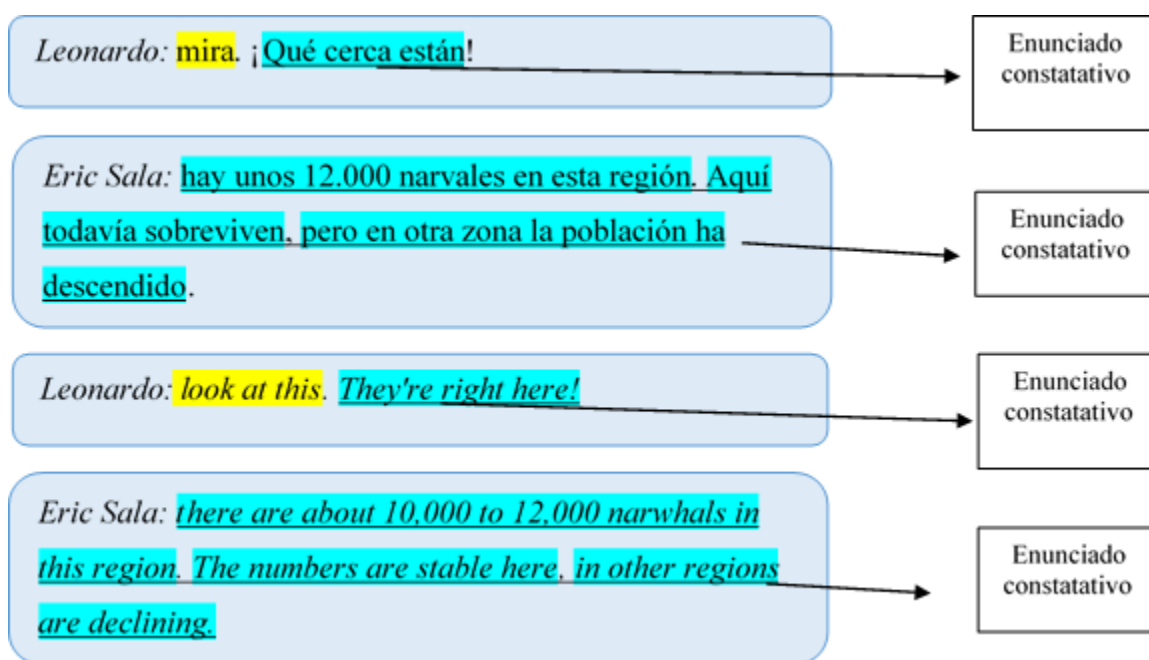 Leonardo: mira. ¡Qué cerca están!
Enunciado
constatativo
Eric Sala: hay unos 12.000 narvales en esta región. Aquí
todavía sobreviven, pero en otra zona la población ha
descendido.
Enunciado
constatativo
Leonardo: look at this. They're right here!
Enunciado
constatativo
Eric Sala: there are about 10,000 to 12,000 narwhals in
this region. The numbers are stable here, in other regions
are declining.
Enunciado
constatativo